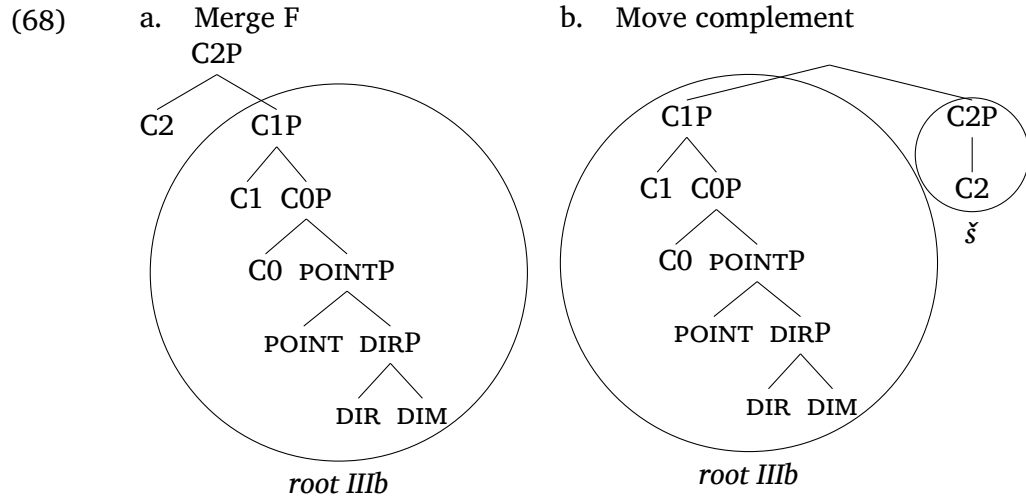 (68) a. Merge F b. Move complement
C2P
C2 C1P C1P C2P
C1 C0P C1 C0P C2
š
C0 POINTP C0 POINTP
POINT DIRP POINT DIRP
DIR DIM DIR DIM
root IIIb root IIIb